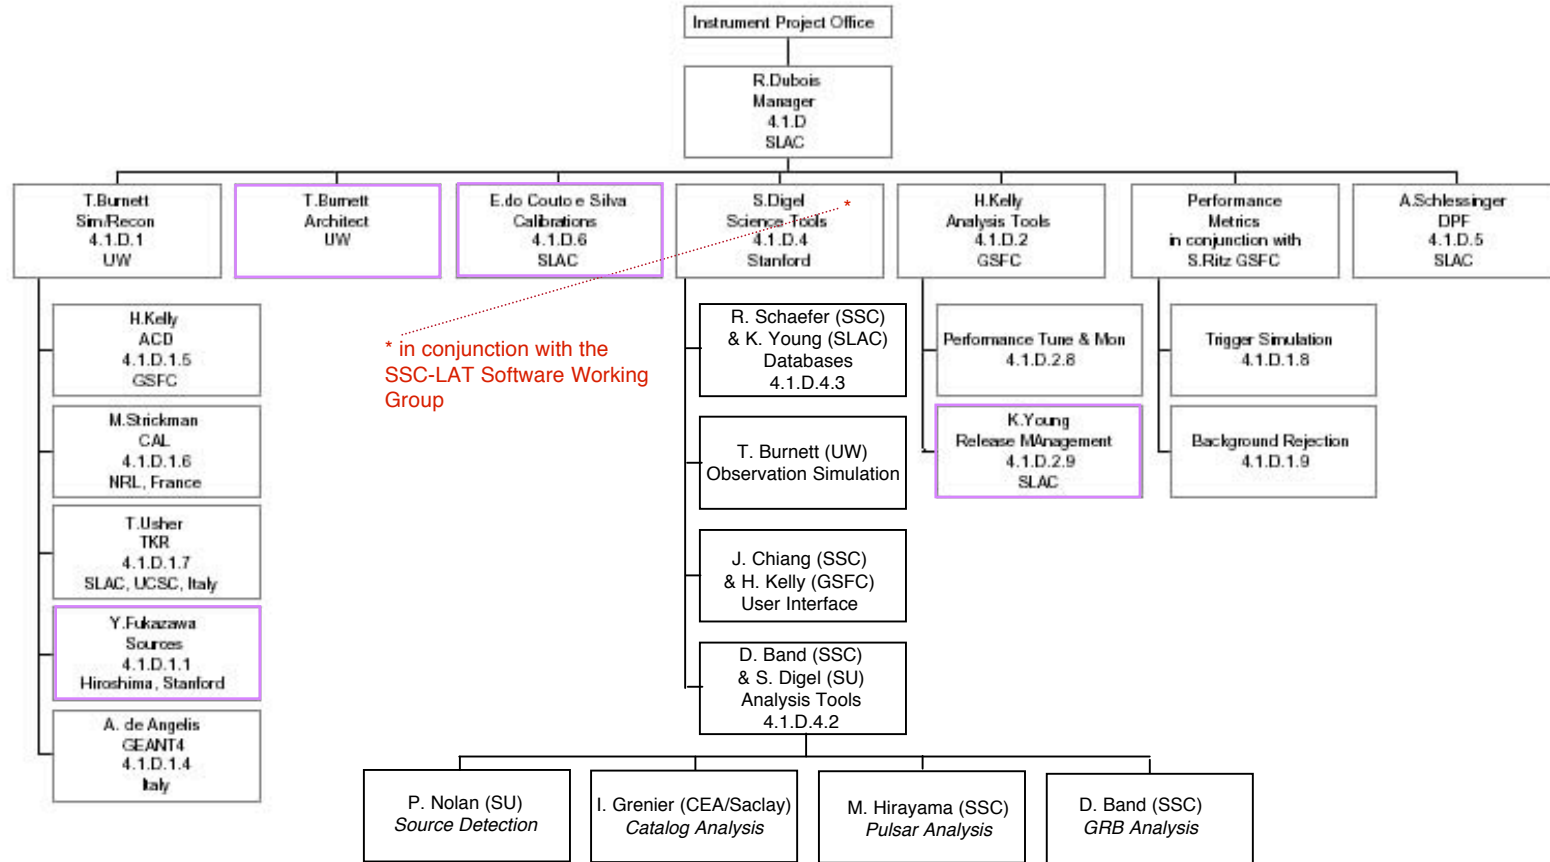 Instrument Project Office
R.Dubois
Manager
4.1.D
SLAC
T.Burnett
Sim/Recon
4.1.D.1
UW
T.Burnett
Architect
UW
E.do Couto e Silva
Calibrations
4.1.D.6
SLAC
S.Digel
Science Tools
4.1.D.4
Stanford
*
H.Kelly
Analysis Tools
4.1.D.2
GSFC
Performance
Metrics
in conjunction with
S.Ritz GSFC
A.Schlessinger
DPF
4.1.D.5
SLAC
H.Kelly
ACD
4.1.D.1.5
GSFC
M.Strickman
CAL
4.1.D.1.6
NRL, France
T.Usher
TKR
4.1.D.1.7
SLAC, UCSC, Italy
Y.Fukazawa
Sources
4.1.D.1.1
Hiroshima, Stanford
A. de Angelis
GEANT4
4.1.D.1.4
Italy
* in conjunction with the
SSC-LAT Software Working
Group
R. Schaefer (SSC)
& K. Young (SLAC)
Databases
4.1.D.4.3
T. Burnett (UW)
Observation Simulation
J. Chiang (SSC)
& H. Kelly (GSFC)
User Interface
D. Band (SSC)
& S. Digel (SU)
Analysis Tools
4.1.D.4.2
Performance Tune & Mon
4.1.D.2.8
K.Young
Release MAnagement
4.1.D.2.9
SLAC
Trigger Simulation
4.1.D.1.8
Background Rejection
4.1.D.1.9
P. Nolan (SU)
Source Detection
I. Grenier (CEA/Saclay)
Catalog Analysis
M. Hirayama (SSC)
Pulsar Analysis
D. Band (SSC)
GRB Analysis